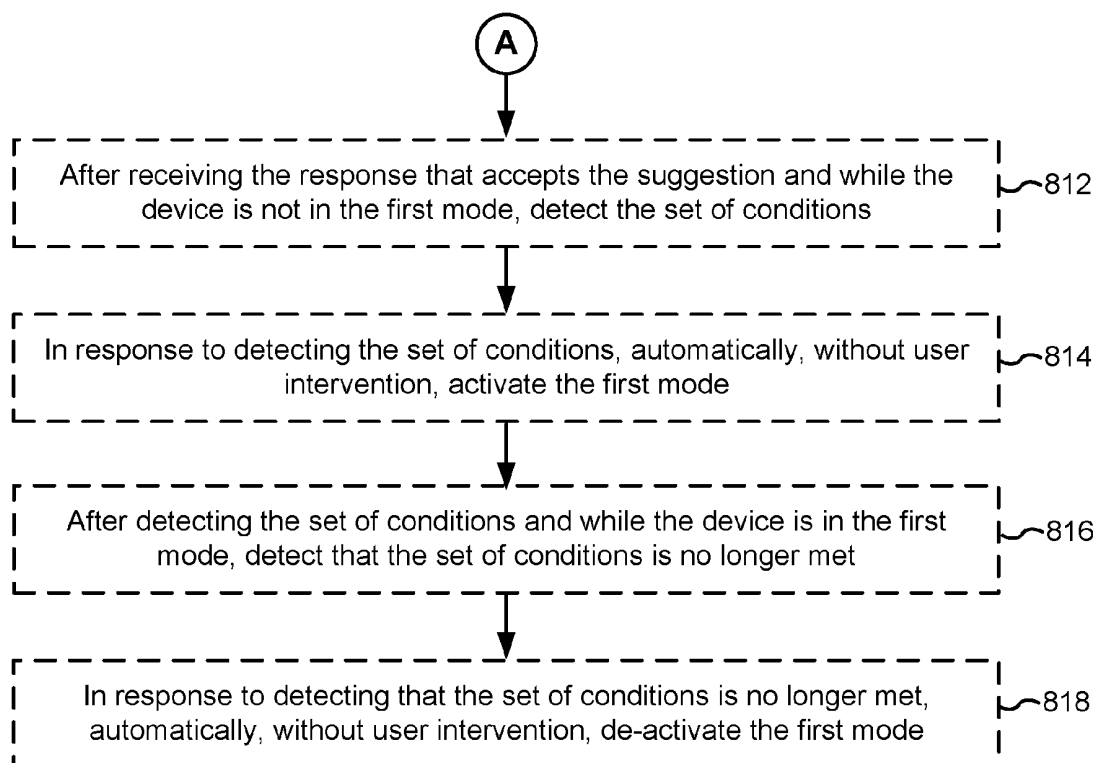 A
After receiving the response that accepts the suggestion and while the
device is not in the first mode, detect the set of conditions
812
In response to detecting the set of conditions, automatically, without user
intervention, activate the first mode
814
After detecting the set of conditions and while the device is in the first
mode, detect that the set of conditions is no longer met
816
In response to detecting that the set of conditions is no longer met,
automatically, without user intervention, de-activate the first mode
818